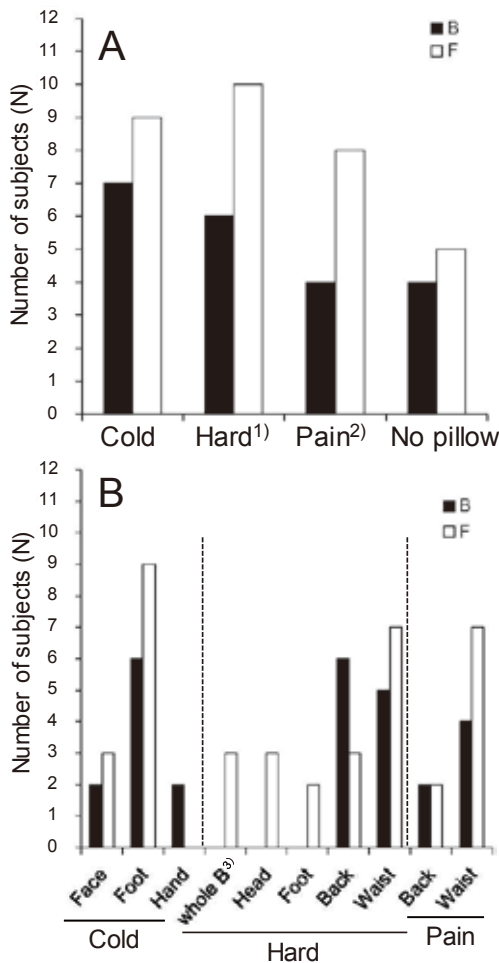 A
B
F
Number of subjects (N)
12
11
10
9
8
7
6
5
4
3
2
1
0
Cold Hard1) Pain2) No pillow
B
B
F
Number of subjects (N)
12
11
10
9
8
7
6
5
4
3
2
1
0
Face Foot Hand whole B3) Head Foot Back Waist Back Waist
Cold Hard Pain